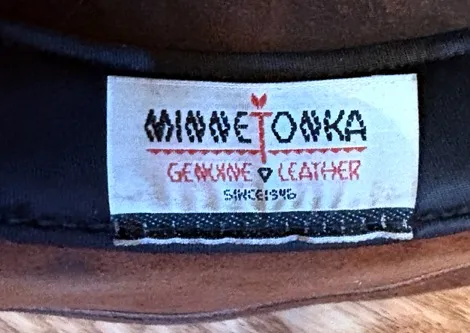 MINNETONKA
GENUINE LEATHER
SINCE 1946